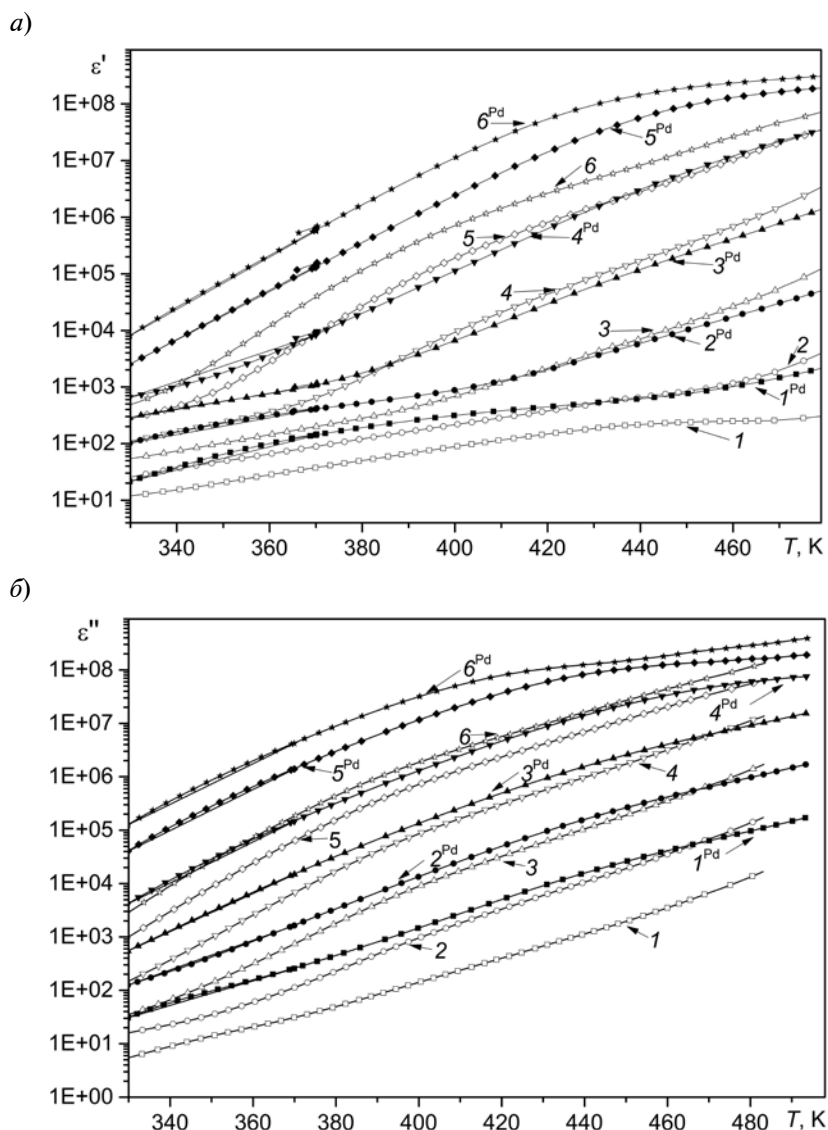 а)
ε'
1E+08
6Pd
5Pd
1E+07
6
1E+06
5
4Pd
1E+05
4
3Pd
1E+04
3
2Pd
2
1E+03
1Pd
1E+02
1
1E+01
340 360 380 400 420 440 460 T, K
б)
ε"
1E+08
6Pd
1E+07
6
4Pd
5Pd
1E+06
3Pd
4
1E+05
5
2Pd
3
1Pd
1E+04
1E+03
2
1
1E+02
1E+01
1E+00
340 360 380 400 420 440 460 480 T, K